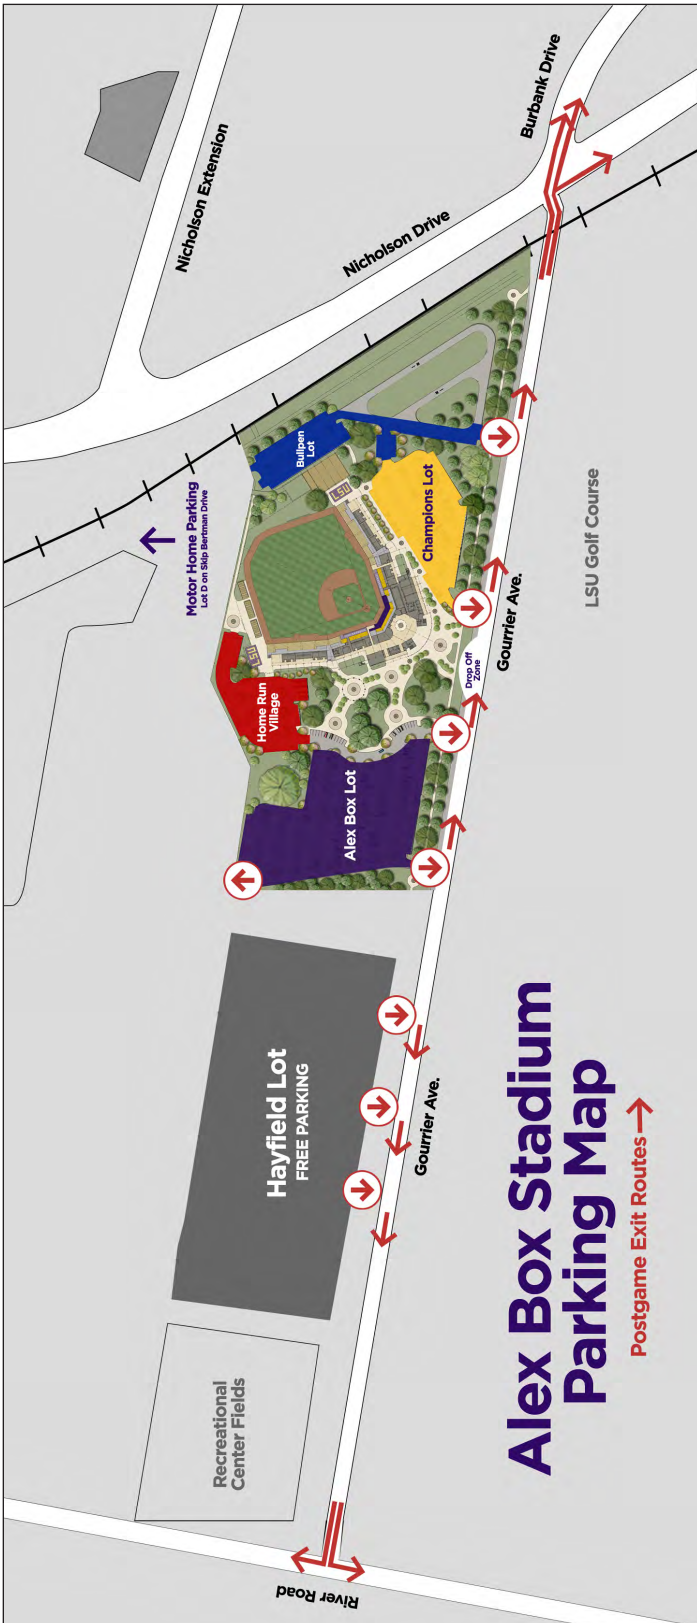 Alex Box Stadium
Parking Map
Postgame Exit Routes
River Road
Recreational
Center Fields
Hayfield Lot
FREE PARKING
Gourrier Ave.
Alex Box Lot
Home Run
Village
LSU
Drop Off
Zone
Gourrier Ave.
Champions Lot
LSU
Bullpen
Lot
Motor Home Parking
Lot D on Skip Bertman Drive
LSU Golf Course
Nicholson Extension
Nicholson Drive
Burbank Drive